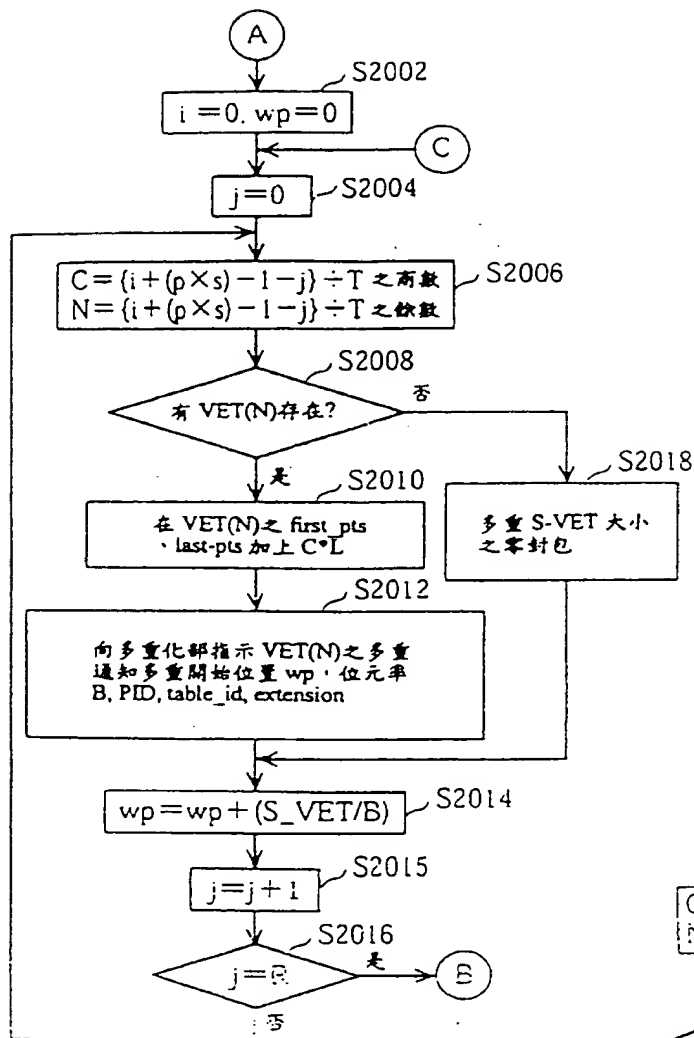 A
S2002
i=0, wp=0
C
S2004
j=0
S2006
C={i+(p×s)-1-j}÷T 之商數
N={i+(p×s)-1-j}÷T 之餘數
S2008
有 VET(N)存在?
否
是
S2010
在 VET(N)之 first_pts
、last-pts 加上 C*L
S2018
多重 S-VET 大小
之零封包
S2012
向多重化部指示 VET(N)之多重
通知多重開始位置 wp,位元率
B, PID, table_id, extension
wp=wp+(S_VET/B)
S2014
S2015
j=j+1
S2016
j=R
是
B
否